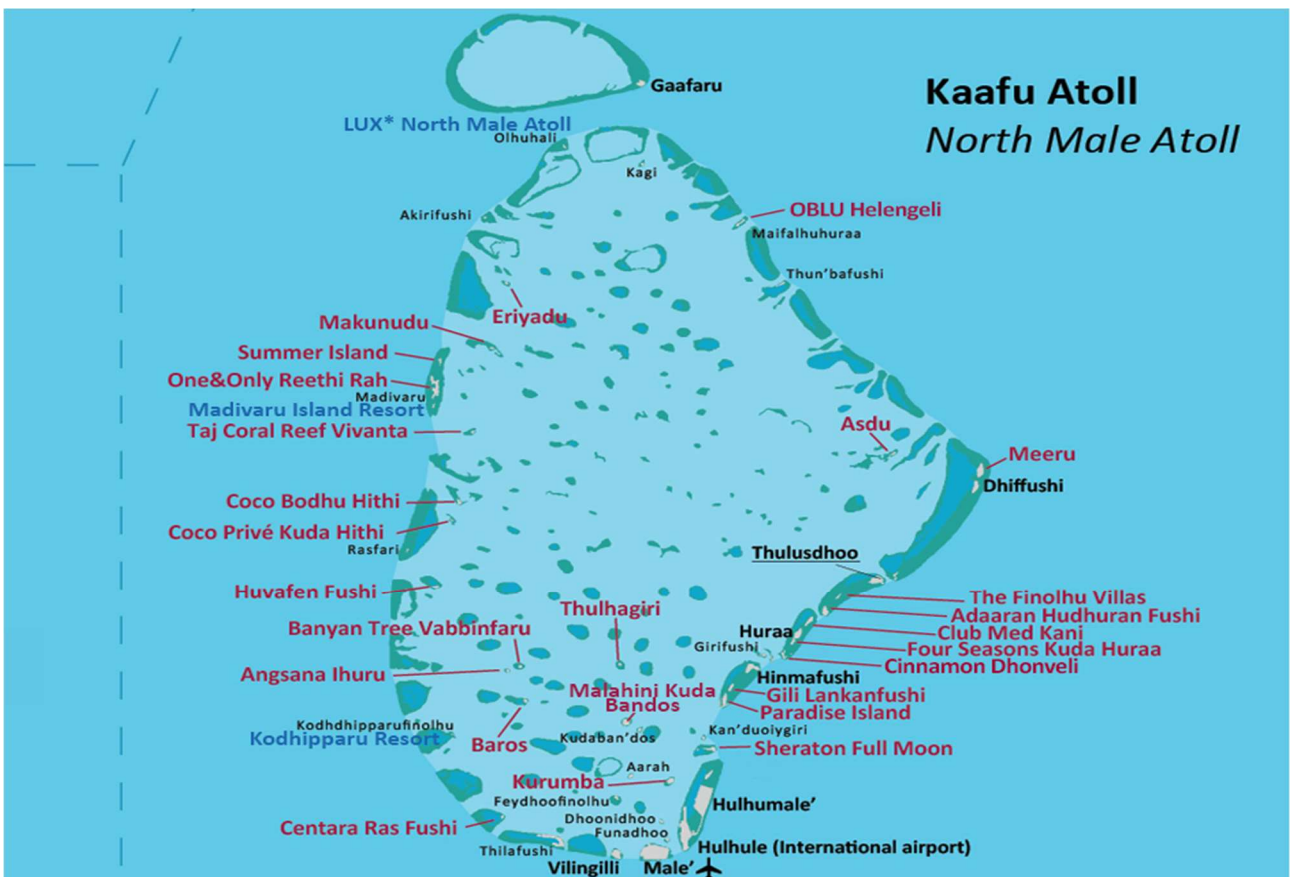 Gaafaru
Kaafu Atoll
North Male Atoll
LUX* North Male Atoll
Olhuhali
Kagi
Akirifushi
OBLU Helengeli
Maifalhuhuraa
Thun'bafushi
Eriyadu
Makunudu
Summer Island
One&Only Reethi Rah
Madivaru
Madivaru Island Resort
Taj Coral Reef Vivanta
Asdu
Meeru
Dhiffushi
Coco Bodhu Hithi
Coco Privé Kuda Hithi
Rasfari
Thulusdhoo
Huvafen Fushi
The Finolhu Villas
Thulhagiri
Adaaran Hudhuran Fushi
Banyan Tree Vabbinfaru
Huraa
Club Med Kani
Girifushi
Four Seasons Kuda Huraa
Cinnamon Dhonveli
Angsana Ihuru
Hinmafushi
Malahini Kuda
Bandos
Gili Lankanfushi
Paradise Island
Kodhdhipparufinolhu
Kodhipparu Resort
Baros
Kudaban'dos
Kan'duoiygiri
Sheraton Full Moon
Aarah
Kurumba
Feydhoofinolhu
Hulhumale'
Dhoonidhoo
Funadhoo
Centara Ras Fushi
Thilafushi
Hulhule (International airport)
Vilingilli
Male'